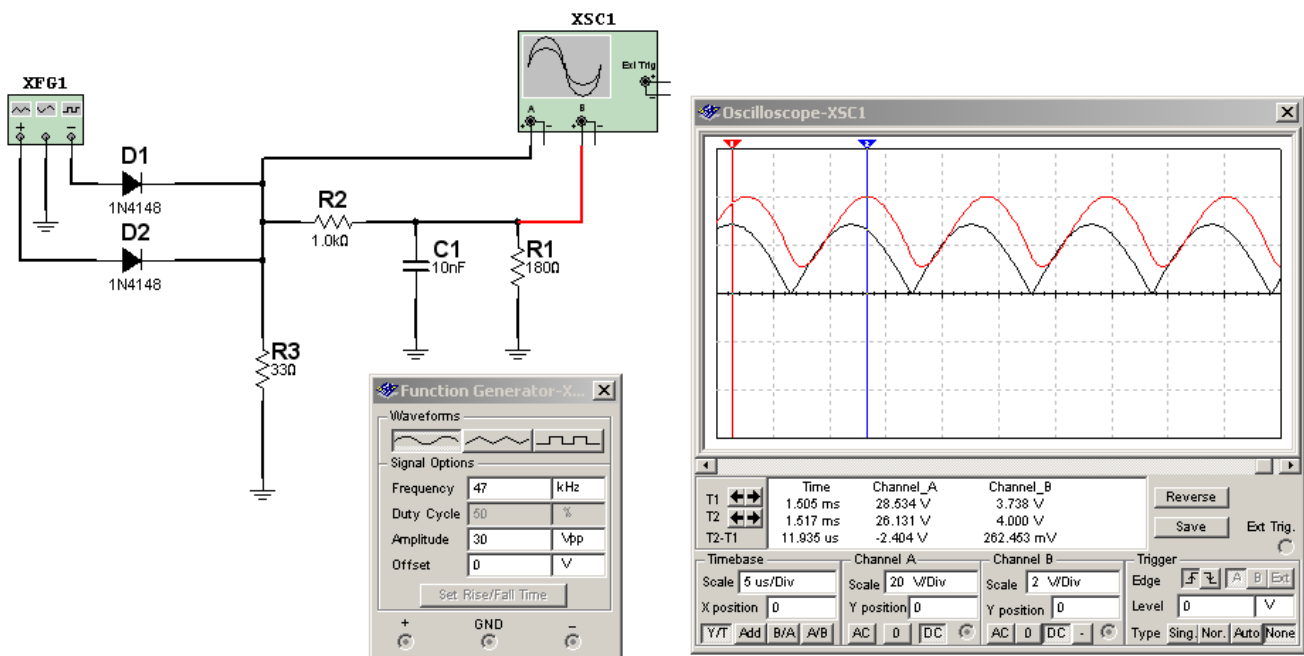 XSC1
Ext Trig
+
-
A
B
+ -
+ -
XFG1
+ -
D1
1N4148
D2
1N4148
R2
1.0kΩ
C1
10nF
R1
180Ω
R3
33Ω
Function Generator-X...
Waveforms
Signal Options
Frequency 47 kHz
Duty Cycle 50 %
Amplitude 30 Vpp
Offset 0 V
Set Rise/Fall Time
+ GND -
Oscilloscope-XSC1
1 2
Time Channel_A Channel_B
T1 1.505 ms 28.534 V 3.738 V
T2 1.517 ms 26.131 V 4.000 V
T2-T1 11.935 us -2.404 V 262.453 mV
Reverse
Save
Ext Trig.
Timebase
Scale 5 us/Div
X position 0
Y/T Add B/A A/B
Channel A
Scale 20 V/Div
Y position 0
AC 0 DC
Channel B
Scale 2 V/Div
Y position 0
AC 0 DC -
Trigger
Edge A B Ext
Level 0 V
Type Sing. Nor. Auto None